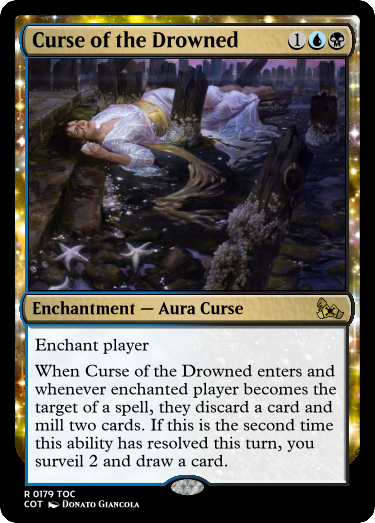 Curse of the Drowned 1
Enchantment — Aura Curse
Enchant player
When Curse of the Drowned enters and
whenever enchanted player becomes the
target of a spell, they discard a card and
mill two cards. If this is the second time
this ability has resolved this turn, you
surveil 2 and draw a card.
R 0179 TOC
COT Donato Giancola